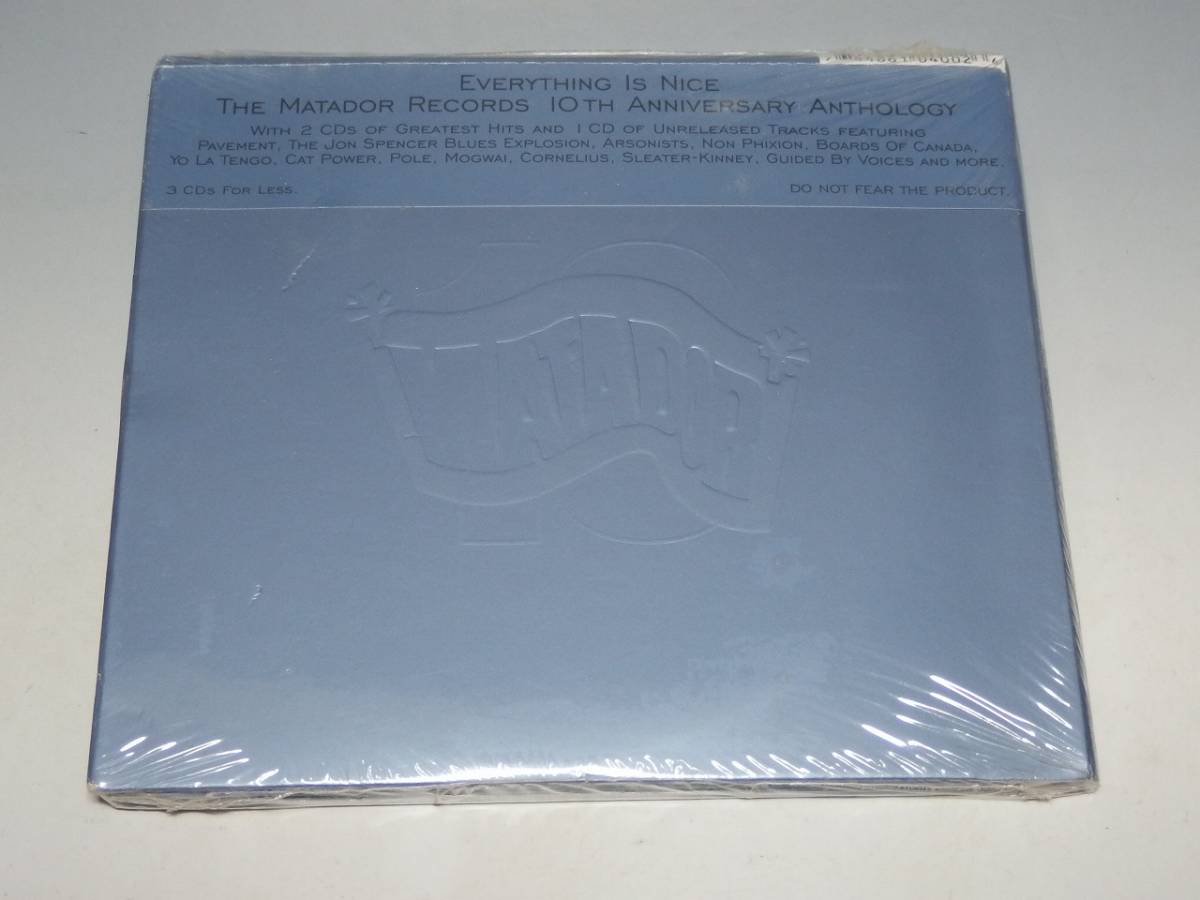 EVERYTHING IS NICE
THE MATADOR RECORDS 10TH ANNIVERSARY ANTHOLOGY
WITH 2 CDS OF GREATEST HITS AND 1 CD OF UNRELEASED TRACKS FEATURING
PAVEMENT, THE JON SPENCER BLUES EXPLOSION, ARSONISTS, NON PHIXION, BOARDS OF CANADA,
YO LA TENGO, CAT POWER, POLE, MOGWAI, CORNELIUS, SLEATER-KINNEY, GUIDED BY VOICES AND MORE.
3 CDS FOR LESS.
DO NOT FEAR THE PRODUCT.
10
MATADOR